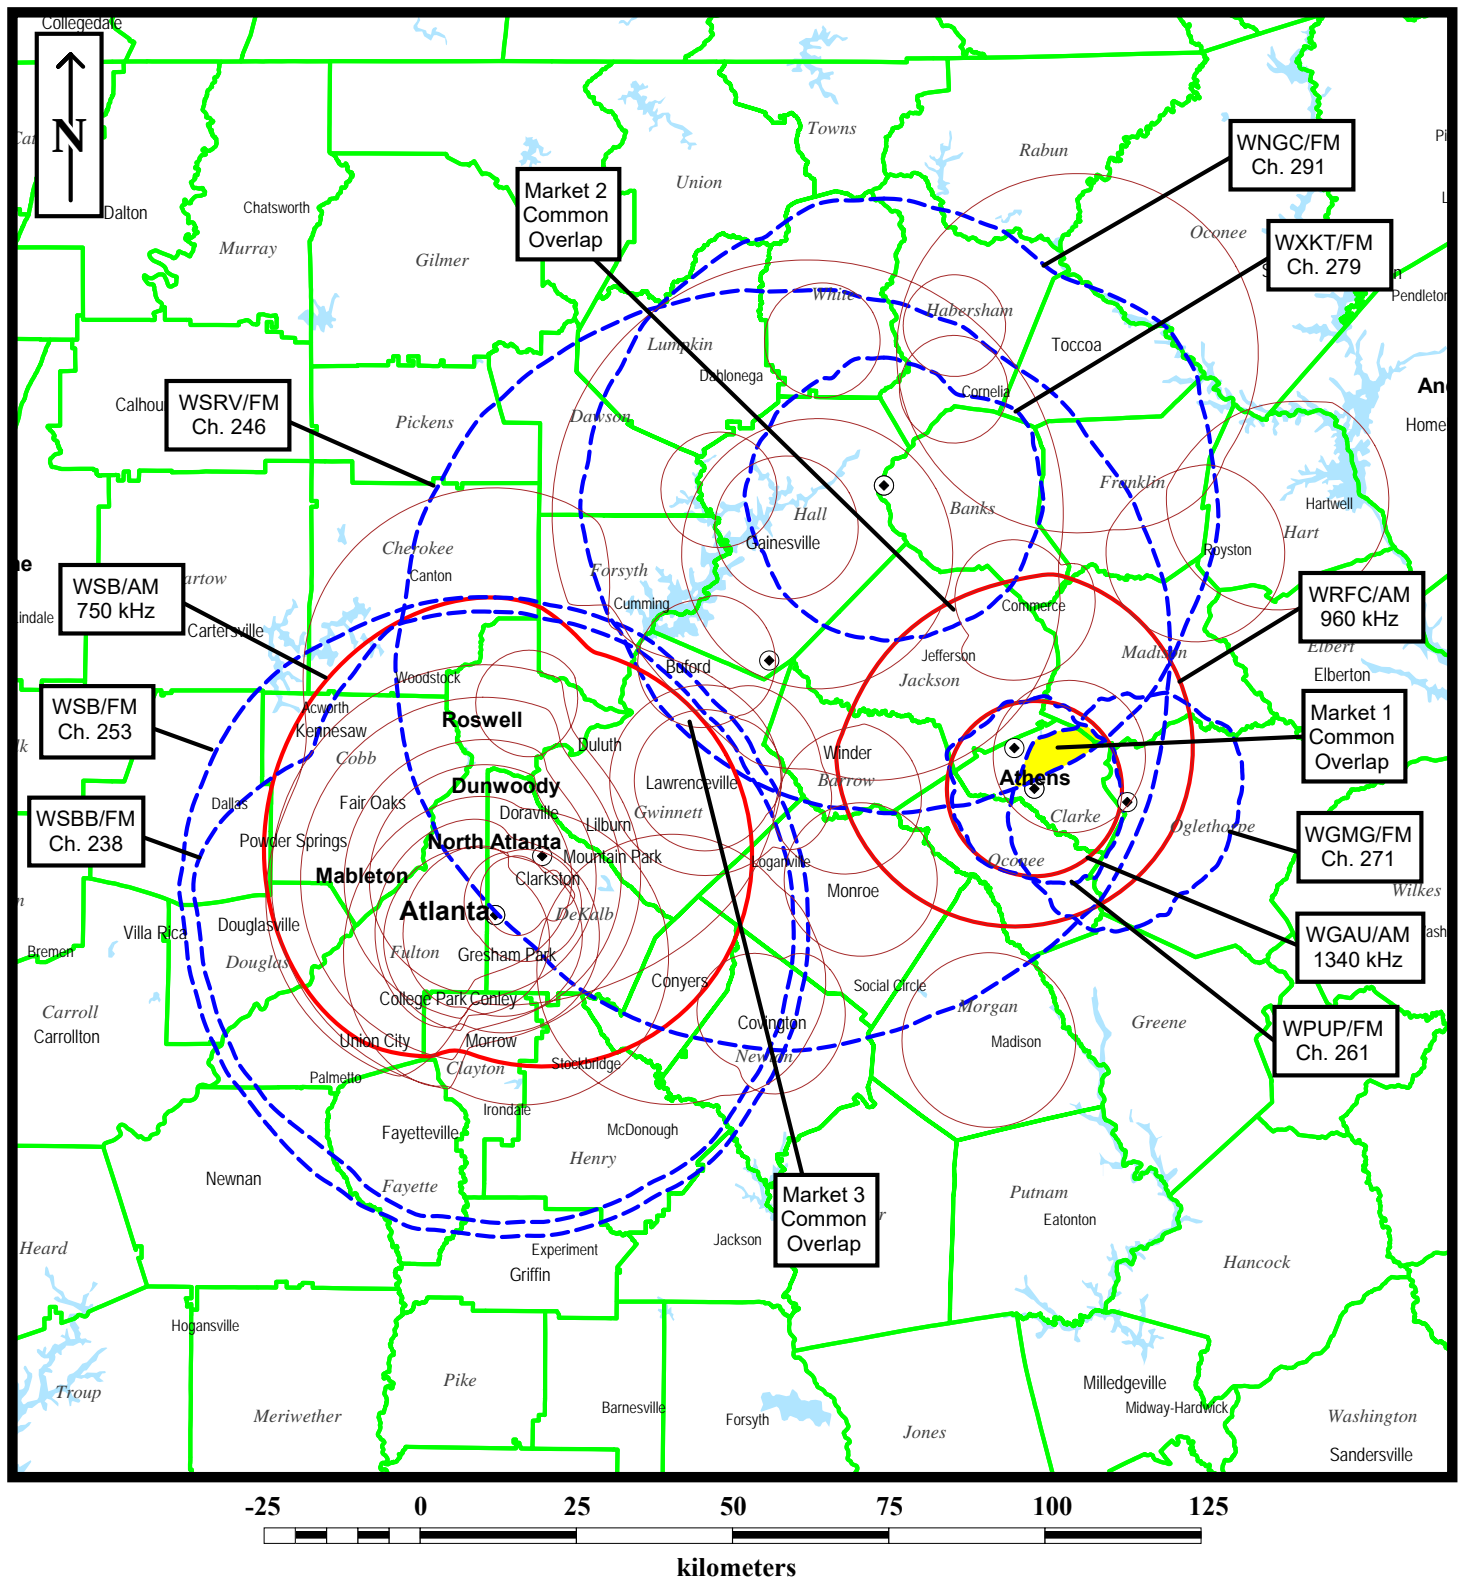 Collegedale
N
Dalton
Chatsworth
Murray
Gilmer
Union
Towns
Rabun
Oconee
Pendleton
WNGC/FM
Ch. 291
WXKT/FM
Ch. 279
Market 2
Common
Overlap
White
Habersham
Lumpkin
Toccoa
Dahlonega
Cornelia
WSRV/FM
Ch. 246
Calhou
Pickens
Dawson
Home
Franklin
Hartwell
Hart
Banks
Hall
Gainesville
Royston
Cherokee
Canton
Forsyth
Cumming
Commerce
WSB/AM
750 kHz
artow
Cartersville
indale
WRFC/AM
960 kHz
Elbert
Elberton
Madison
Jefferson
Jackson
Buford
Woodstock
Acworth
Kennesaw
Roswell
Cobb
Duluth
WSB/FM
Ch. 253
Market 1
Common
Overlap
Winder
Barrow
Athens
Clarke
Oglethorpe
Lawrenceville
Gwinnett
Dunwoody
Doraville
Lilburn
Fair Oaks
Dallas
WSBB/FM
Ch. 238
Powder Springs
North Atlanta
Mountain Park
Clarkston
Loganville
Oconee
WGMG/FM
Ch. 271
Wilkes
Mableton
Monroe
Atlanta
DeKalb
Douglasville
Villa Rica
Bremen
Douglas
Fulton
Gresham Park
Conyers
Social Circle
WGAU/AM
1340 kHz
College Park
Conley
Covington
Newton
Morgan
Madison
Greene
WPUP/FM
Ch. 261
Carroll
Carrollton
Union City
Morrow
Clayton
Stockbridge
Palmetto
Irondale
Fayetteville
McDonough
Henry
Newnan
Fayette
Market 3
Common
Overlap
Putnam
Eatonton
Heard
Experiment
Griffin
Jackson
Hancock
Hogansville
Troup
Pike
Meriwether
Barnesville
Forsyth
Jones
Milledgeville
Midway-Hardwick
Washington
Sandersville
-25 0 25 50 75 100 125
kilometers